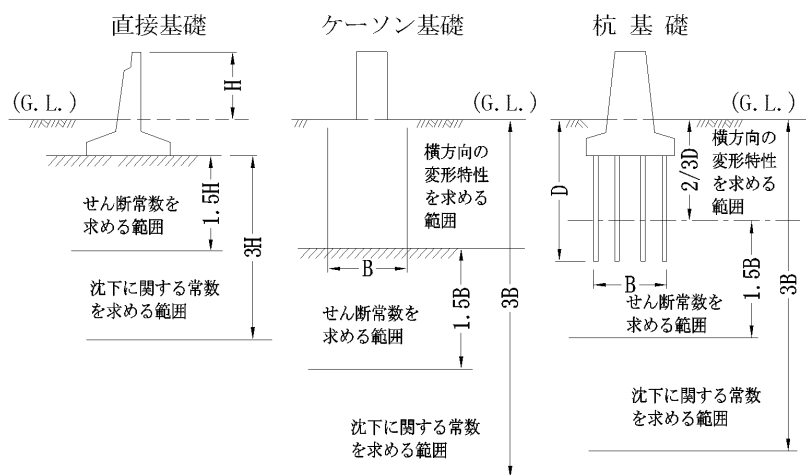 直接基礎
(G.L.)
H
1.5H
3H
せん断常数を
求める範囲
沈下に関する常数
を求める範囲
ケーソン基礎
(G.L.)
横方向の
変形特性
を求める
範囲
B
1.5B
3B
せん断常数を
求める範囲
沈下に関する常数
を求める範囲
杭基礎
(G.L.)
D
2/3D
横方向の
変形特性
を求める
範囲
B
1.5B
3B
せん断常数を
求める範囲
沈下に関する常数
を求める範囲